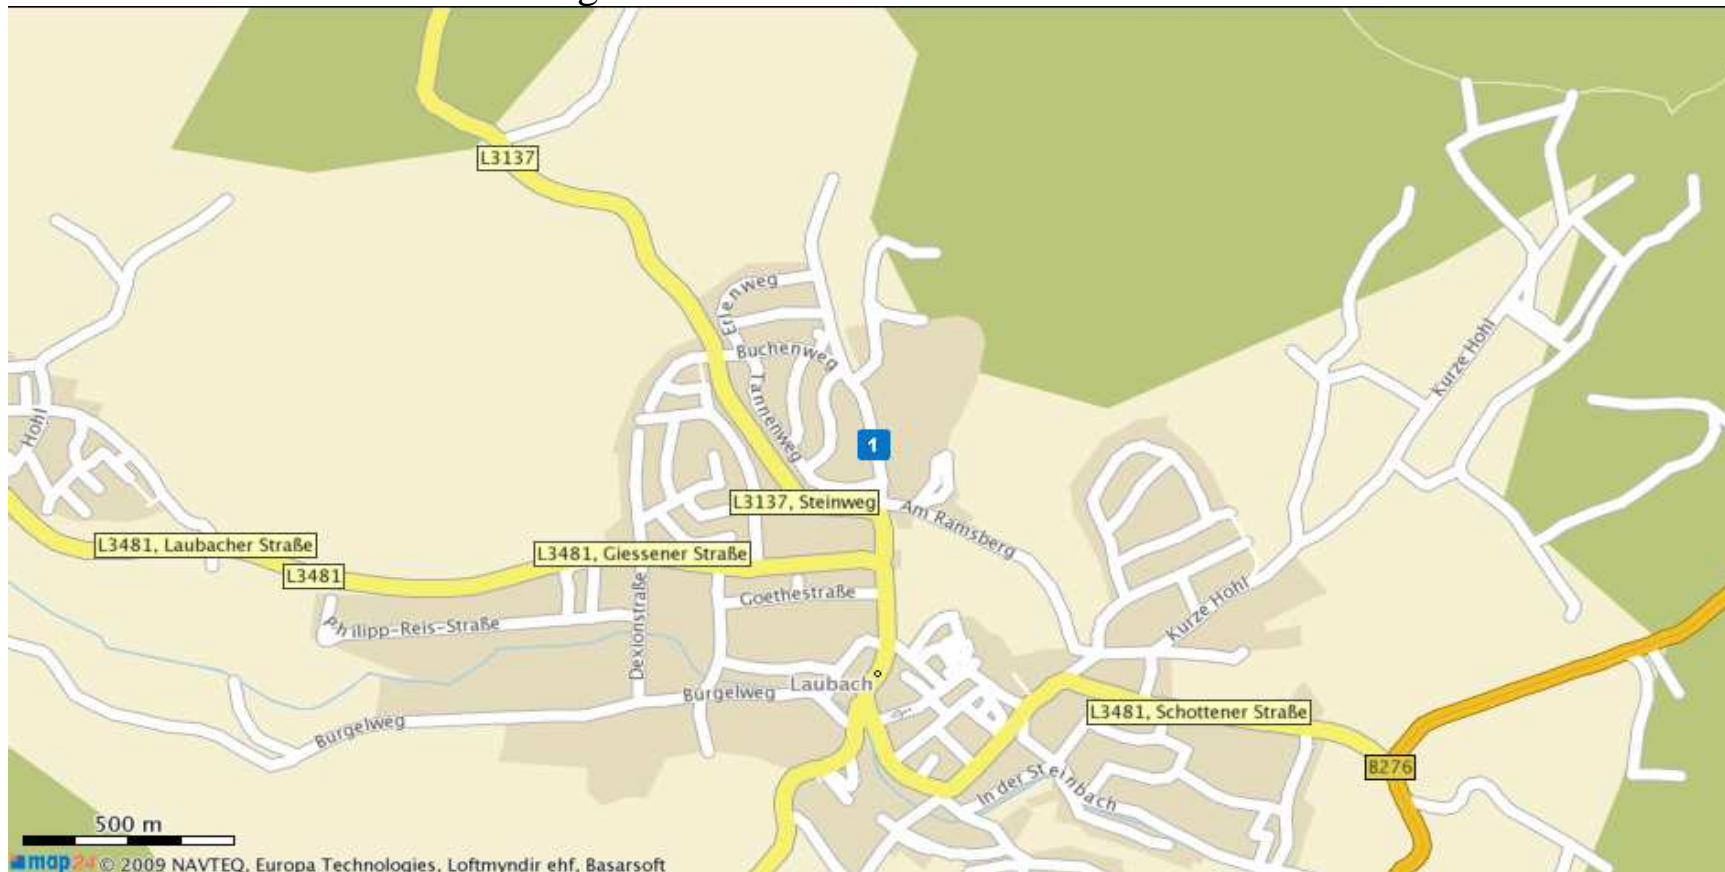 L3137
Erlenweg
Buchenweg
Tannenweg
Kurze Hohl
Hohl
1
L3137, Steinweg
Am Ramsberg
L3481, Laubacher Straße
L3481, Giessener Straße
L3481
Goethestraße
Philipp-Reis-Straße
Dexionstraße
Kurze Hohl
Laubach
Burgelweg
Burgelweg
L3481, Schottener Straße
B276
In der Steinbach
500 m
map24 © 2009 NAVTEQ, Europa Technologies, Loftmyndir ehf, Basarsoft